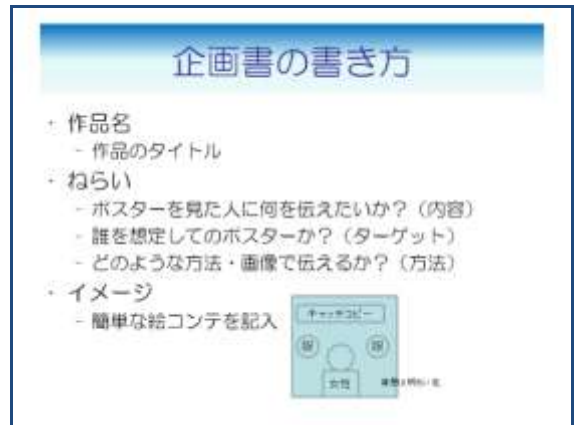 企画書の書き方
・ 作品名
- 作品のタイトル
・ ねらい
- ポスターを見た人に何を伝えたいか？（内容）
- 誰を想定してのポスターか？（ターゲット）
- どのような方法・画像で伝えるか？（方法）
・ イメージ
- 簡単な絵コンテを記入
キャッチコピー
女性